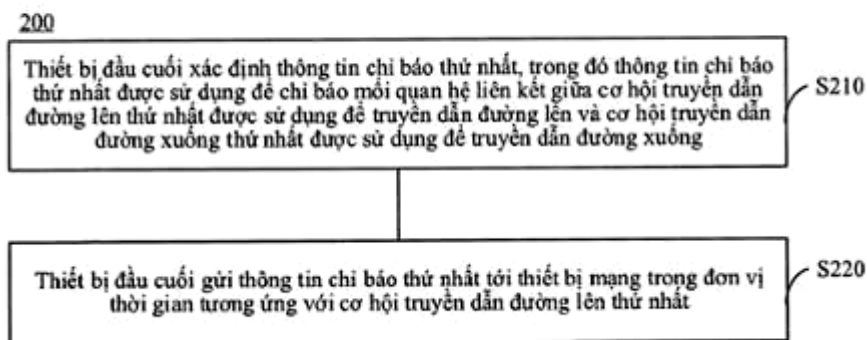 200
Thiết bị đầu cuối xác định thông tin chỉ báo thứ nhất, trong đó thông tin chỉ báo
thứ nhất được sử dụng để chỉ báo mối quan hệ liên kết giữa cơ hội truyền dẫn
đường lên thứ nhất được sử dụng để truyền dẫn đường lên và cơ hội truyền dẫn
đường xuống thứ nhất được sử dụng để truyền dẫn đường xuống
S210
Thiết bị đầu cuối gửi thông tin chỉ báo thứ nhất tới thiết bị mạng trong đơn vị
thời gian tương ứng với cơ hội truyền dẫn đường lên thứ nhất
S220